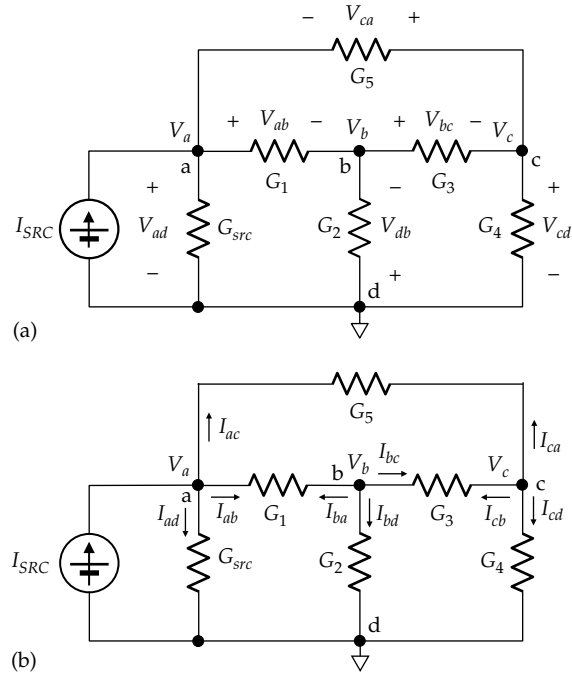 − V_ca +
G_5
V_a + V_ab − V_b + V_bc − V_c
a G_1 b G_3 c
I_SRC + V_ad − G_src G_2 − V_db + G_4 + V_cd −
d
(a)
G_5
I_ac I_ca
V_a b V_b I_bc V_c c
a
I_ad I_ab G_1 I_ba I_bd G_3 I_cb I_cd
I_SRC G_src G_2 G_4
d
(b)